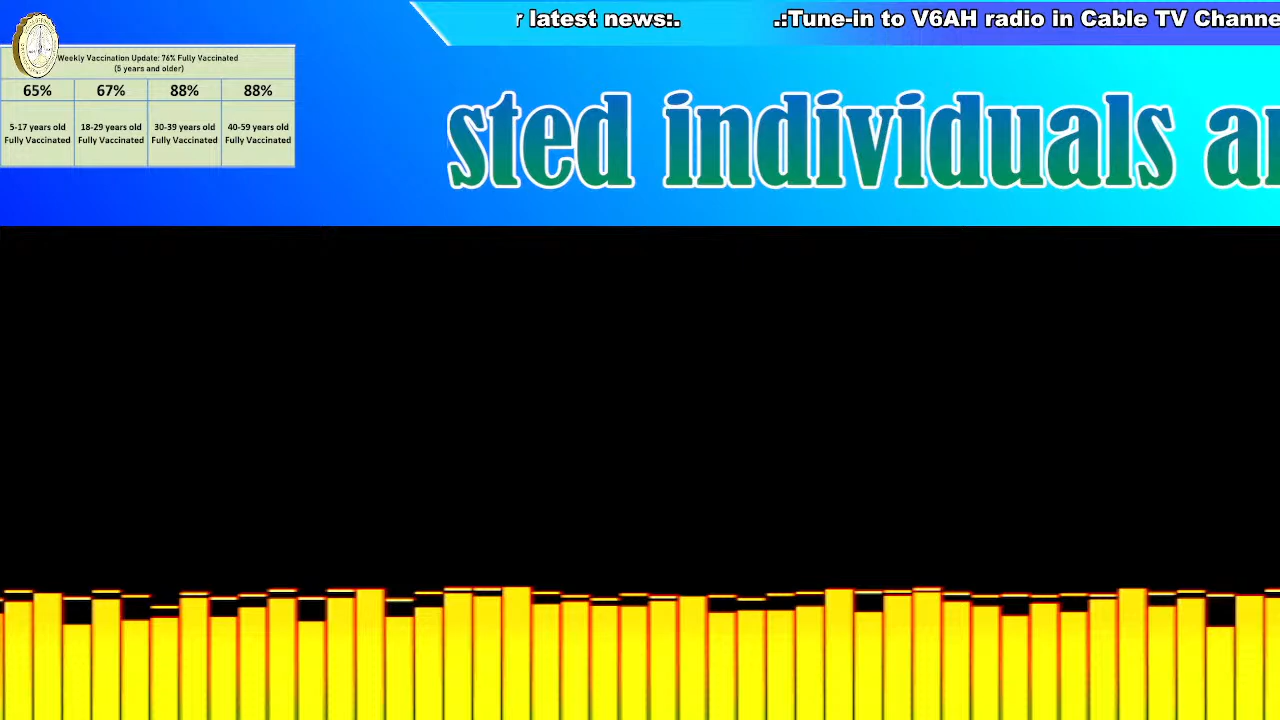 r latest news:. .:Tune-in to V6AH radio in Cable TV Channe
Weekly Vaccination Update: 76% Fully Vaccinated
(5 years and older)
65% 67% 88% 88%
5-17 years old 18-29 years old 30-39 years old 40-59 years old
Fully Vaccinated Fully Vaccinated Fully Vaccinated Fully Vaccinated
sted individuals ar